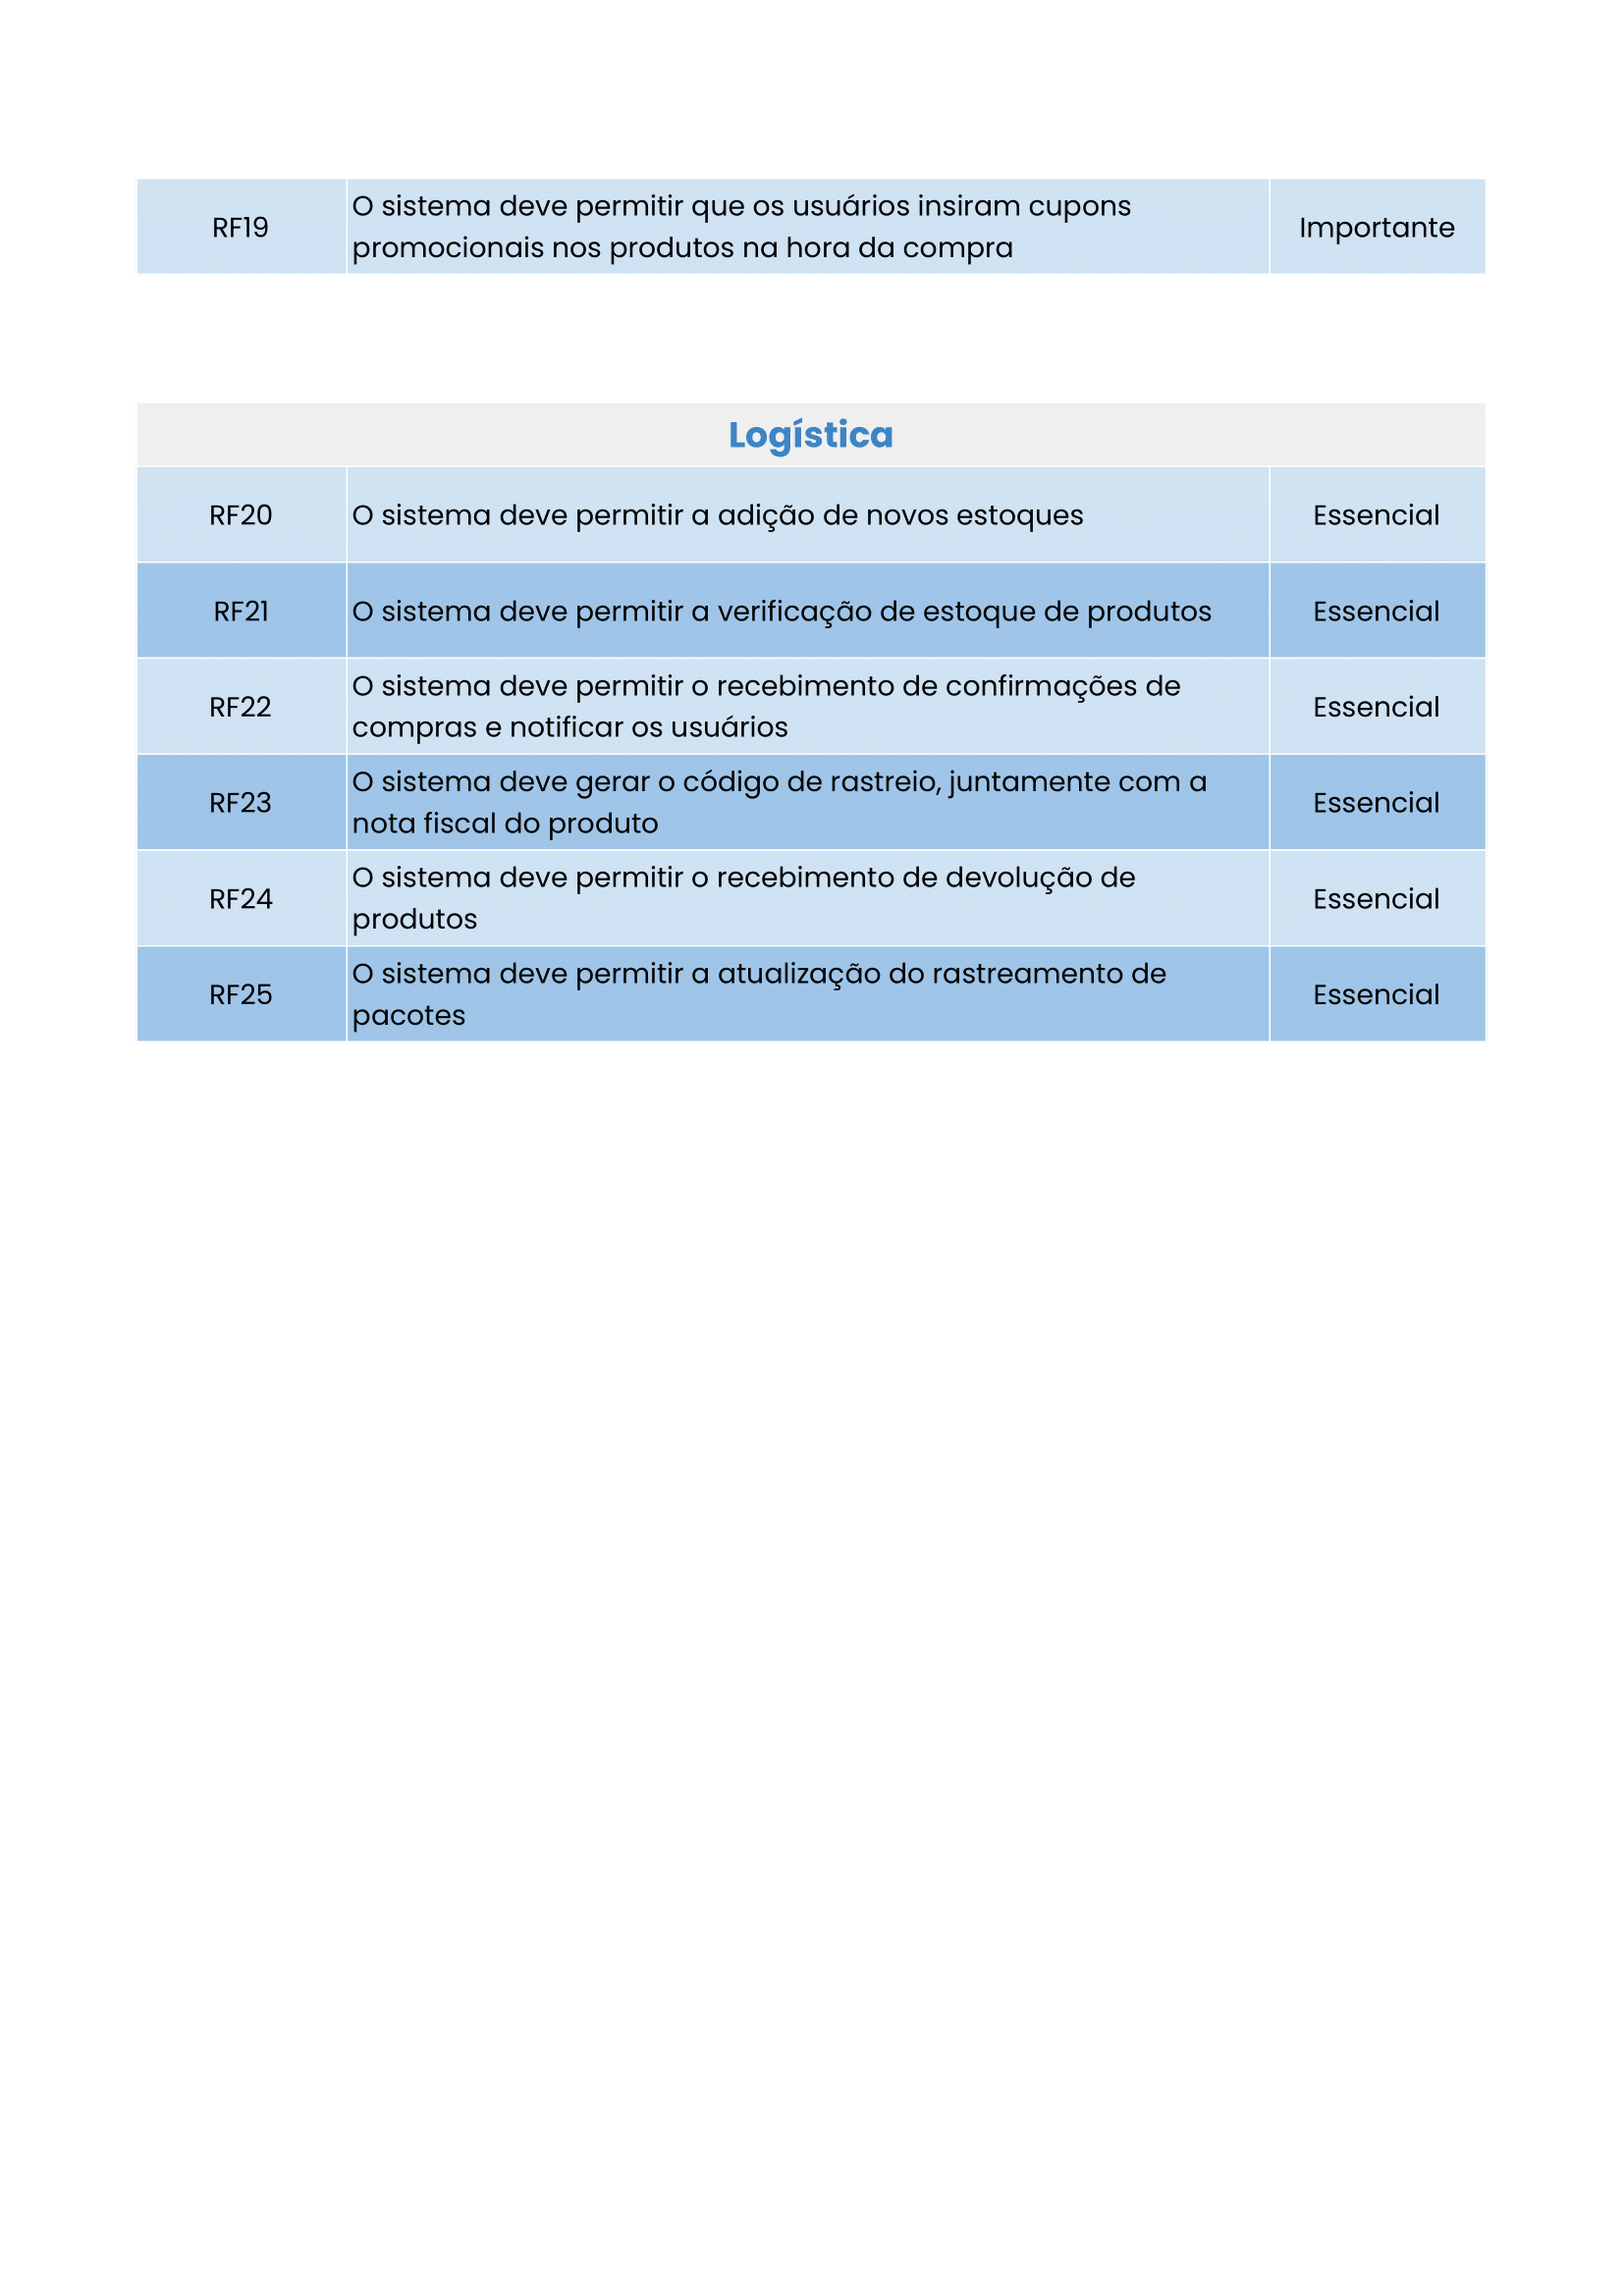 RF19
O sistema deve permitir que os usuários insiram cupons
promocionais nos produtos na hora da compra
Importante
Logística
RF20
O sistema deve permitir a adição de novos estoques
Essencial
RF21
O sistema deve permitir a verificação de estoque de produtos
Essencial
RF22
O sistema deve permitir o recebimento de confirmações de
compras e notificar os usuários
Essencial
RF23
O sistema deve gerar o código de rastreio, juntamente com a
nota fiscal do produto
Essencial
RF24
O sistema deve permitir o recebimento de devolução de
produtos
Essencial
RF25
O sistema deve permitir a atualização do rastreamento de
pacotes
Essencial